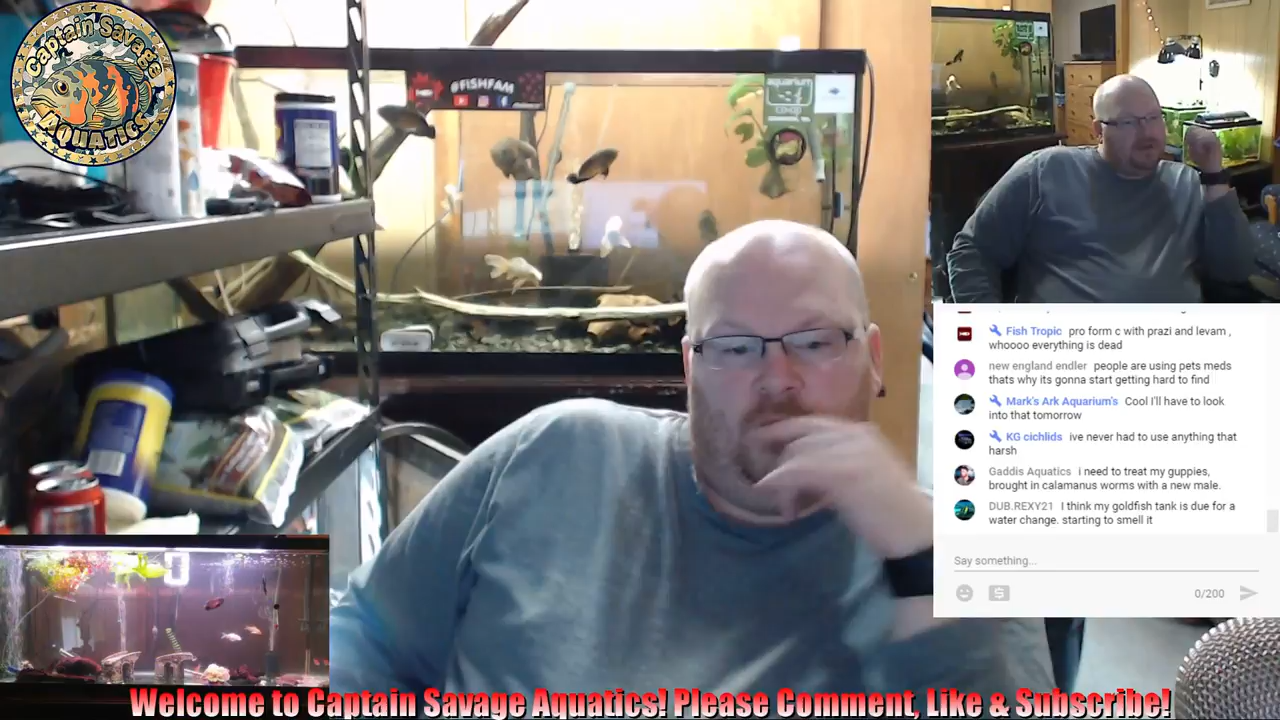 Captain Savage
AQUATICS
#FISHFAM
aquarium
CO-OP
Fish Tropic pro form c with prazi and levam ,
whoooo everything is dead
new england endler people are using pets meds
thats why its gonna start getting hard to find
Mark's Ark Aquarium's Cool I'll have to look
into that tomorrow
KG cichlids ive never had to use anything that
harsh
Gaddis Aquatics i need to treat my guppies,
brought in calamanus worms with a new male.
DUB.REXY21 I think my goldfish tank is due for a
water change. starting to smell it
Say something...
0/200
Welcome to Captain Savage Aquatics! Please Comment, Like & Subscribe!